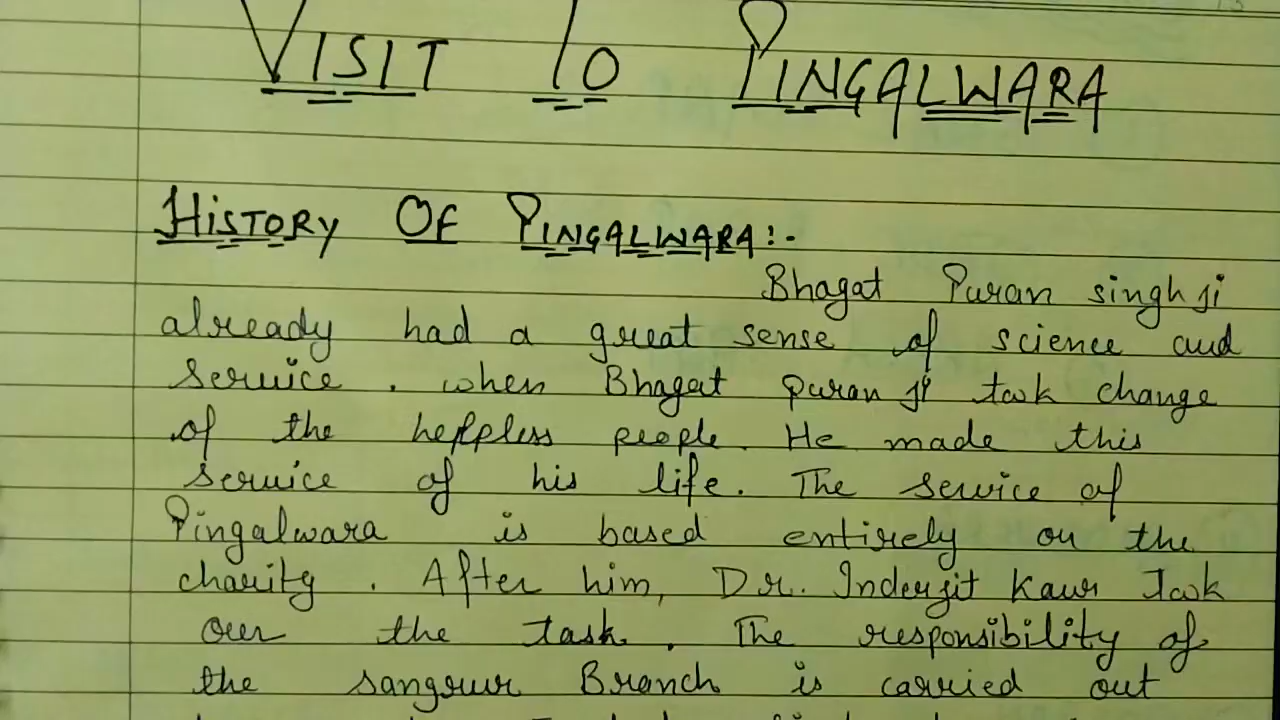 VISIT TO PINGALWARA
HISTORY OF PINGALWARA:-
Bhagat Puran singh ji
already had a great sense of science and
service. when Bhagat puran ji took change
of the helpless people. He made this
service of his life. The service of
Pingalwara is based entirely on the
charity. After him, Dr. Inderjit Kaur Took
over the task. The responsibility of
the sangrur Branch is carried out